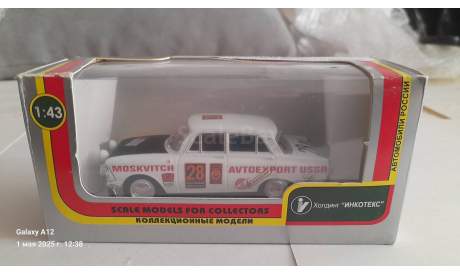 1:43
MOSKVITCH
28
AVTOEXPORT USSR
SCALE MODELS FOR COLLECTORS
КОЛЛЕКЦИОННЫЕ МОДЕЛИ
Холдинг "ИНКОТЕКС"
АВТОМОБИЛИ РОССИИ
Galaxy A12
1 мая 2025 г. 12:38